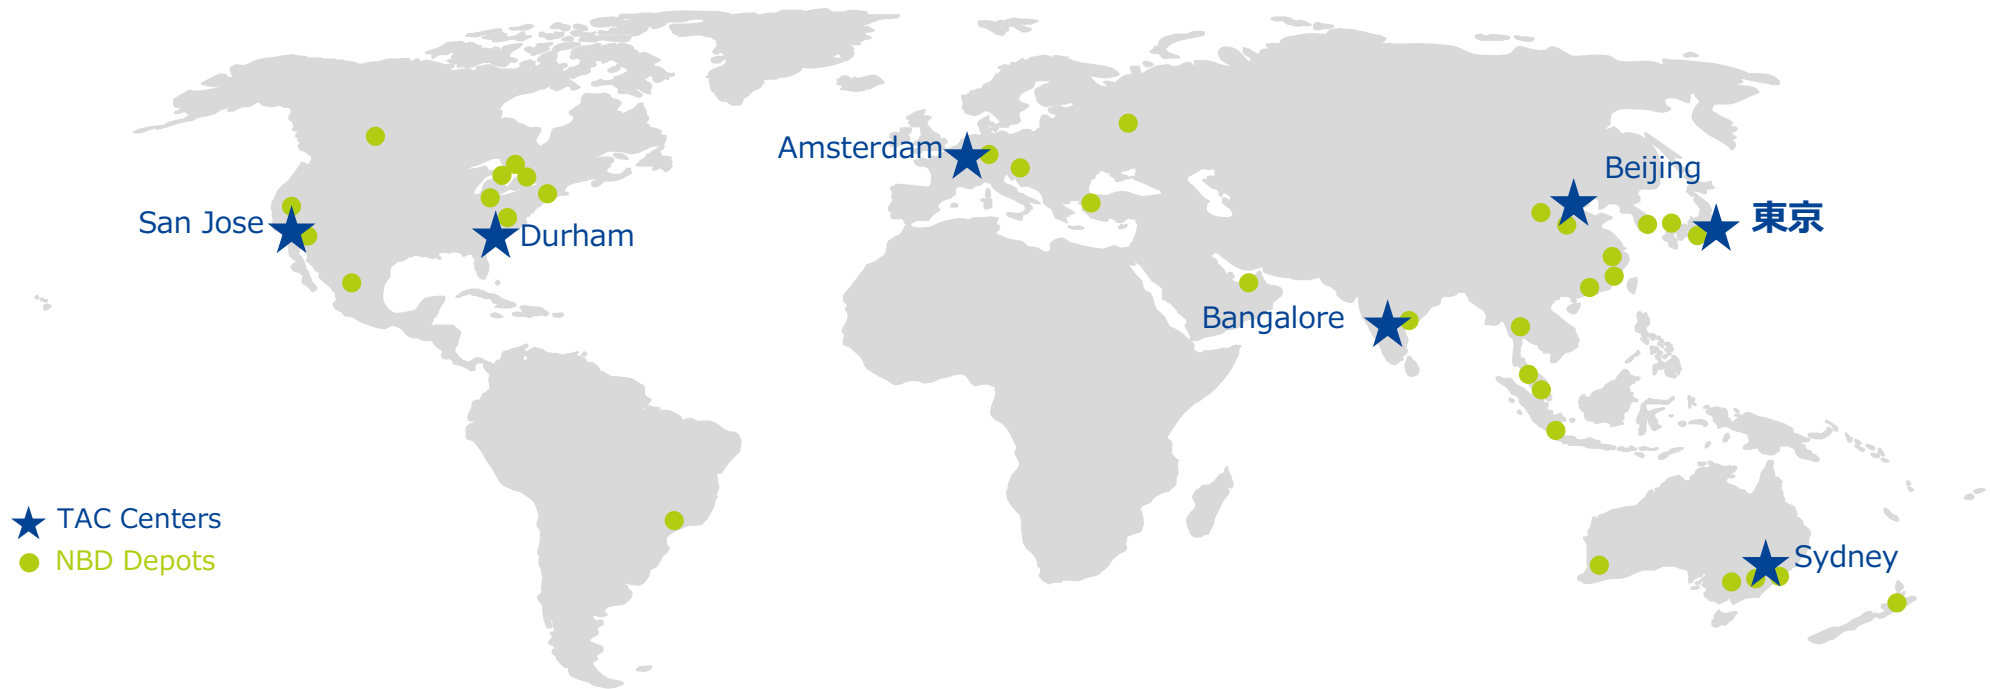 Amsterdam
Beijing
San Jose
Durham
東京
Bangalore
TAC Centers
NBD Depots
Sydney